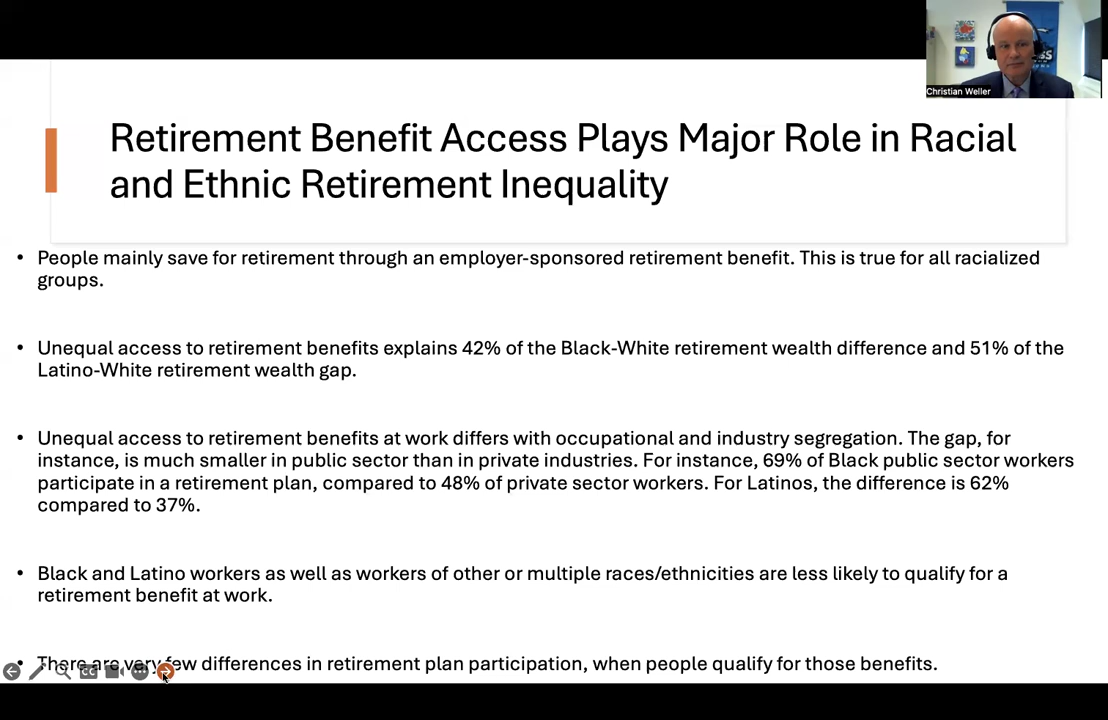 Christian Weller
Retirement Benefit Access Plays Major Role in Racial
and Ethnic Retirement Inequality
• People mainly save for retirement through an employer-sponsored retirement benefit. This is true for all racialized
groups.
• Unequal access to retirement benefits explains 42% of the Black-White retirement wealth difference and 51% of the
Latino-White retirement wealth gap.
• Unequal access to retirement benefits at work differs with occupational and industry segregation. The gap, for
instance, is much smaller in public sector than in private industries. For instance, 69% of Black public sector workers
participate in a retirement plan, compared to 48% of private sector workers. For Latinos, the difference is 62%
compared to 37%.
• Black and Latino workers as well as workers of other or multiple races/ethnicities are less likely to qualify for a
retirement benefit at work.
• There are very few differences in retirement plan participation, when people qualify for those benefits.
CC